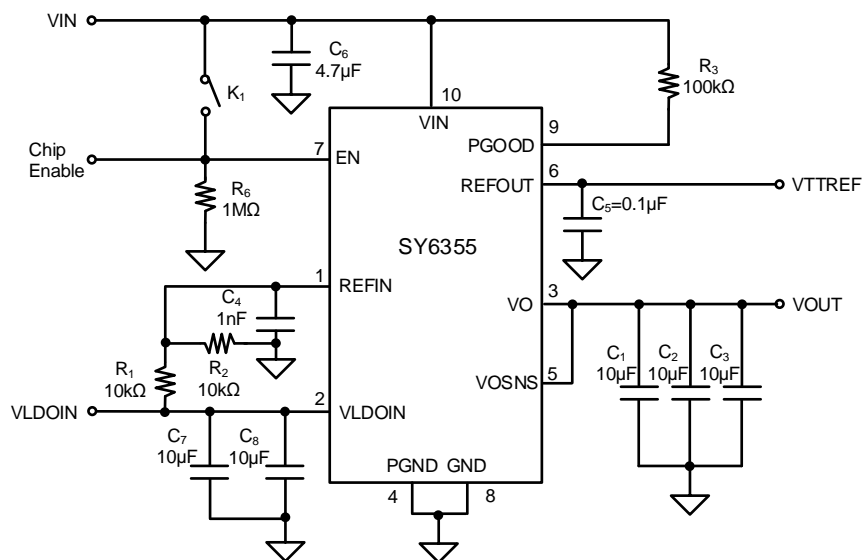 VIN
C6
4.7µF
R3
100kΩ
K1
10
VIN
9
PGOOD
Chip
Enable
7
EN
6
REFOUT
VTTREF
R6
1MΩ
C5=0.1µF
SY6355
1
REFIN
C4
1nF
3
VO
VOUT
R1
10kΩ
R2
10kΩ
C1
10µF
C2
10µF
C3
10µF
VOSNS
5
VLDOIN
2
VLDOIN
C7
10µF
C8
10µF
PGND GND
4
8